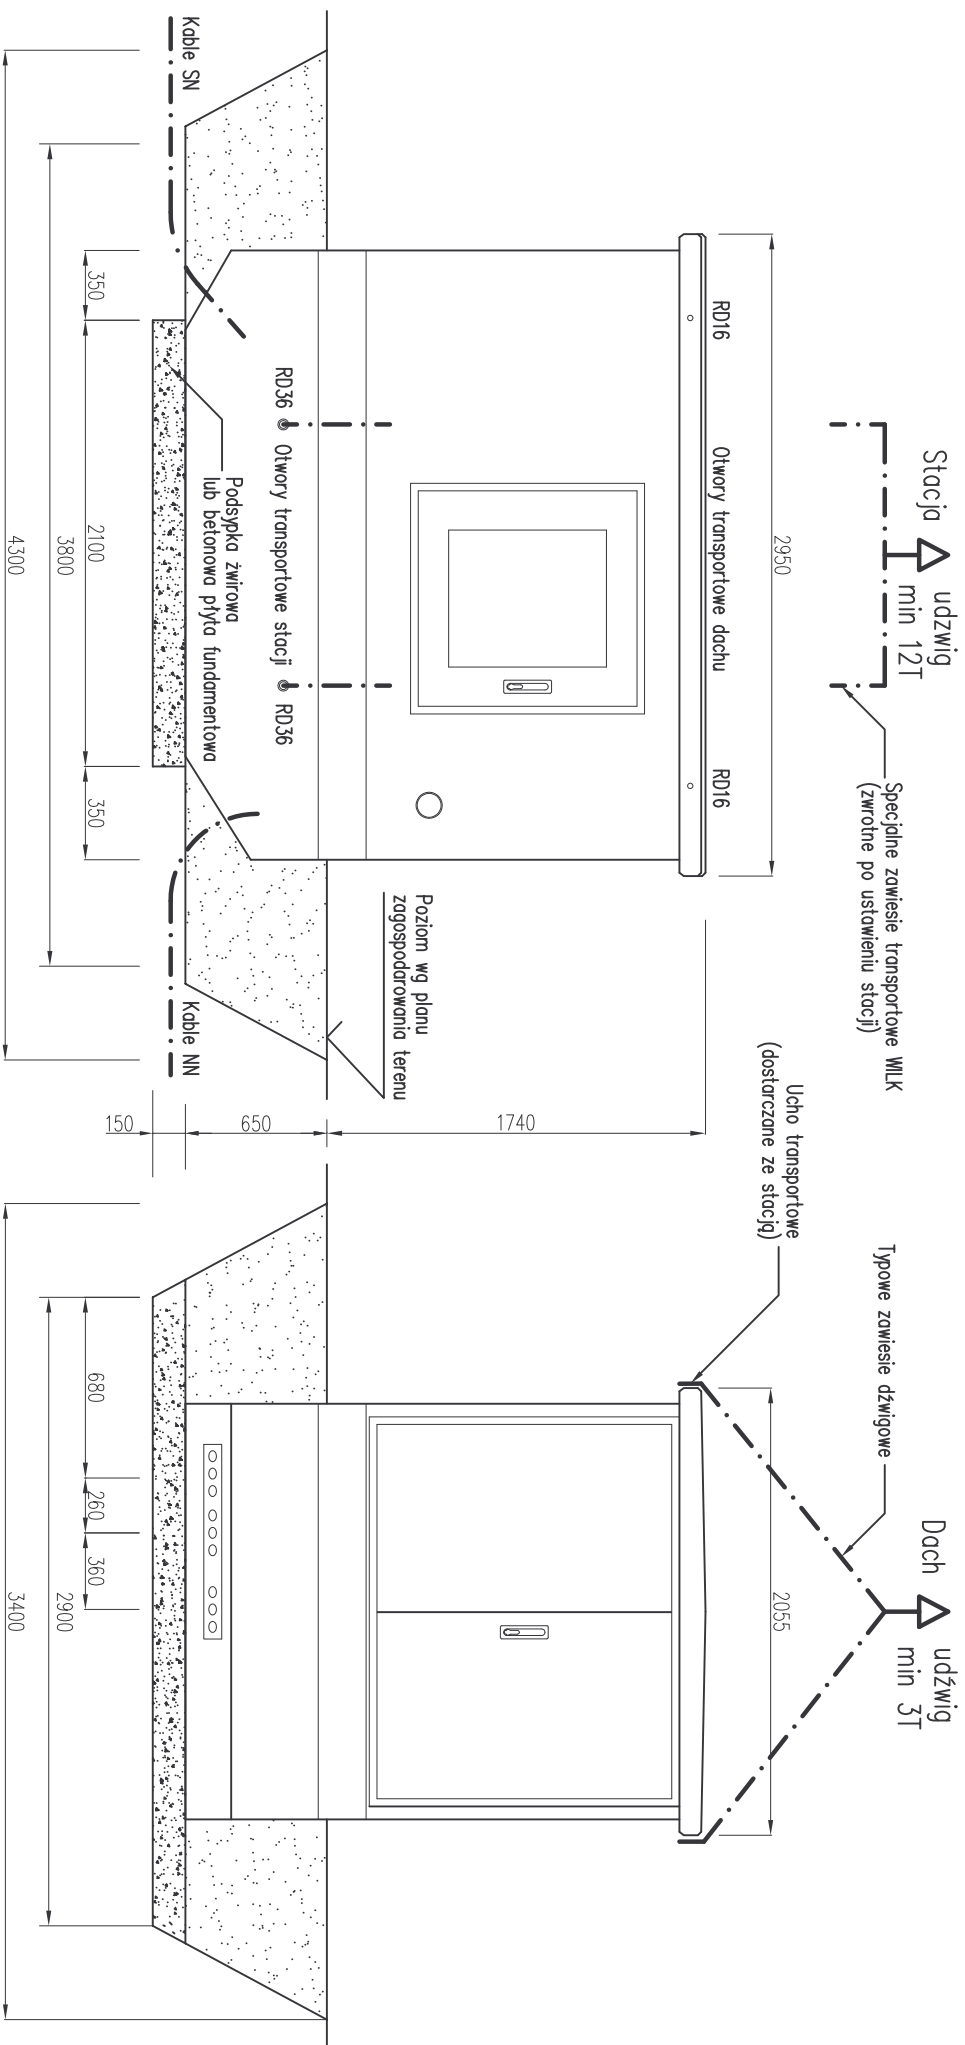 Stacja
udzwig
min 12T
Specjalne zawiesie transportowe WILK
(zwrotne po ustawieniu stacji)
2950
RD16
Otwory transportowe dachu
RD16
RD36
Otwory transportowe stacji
RD36
Podsypka żwirowa
lub betonowa płyta fundamentowa
Poziom wg planu
zagospodarowania terenu
Kable SN
Kable NN
350
2100
350
3800
4300
1740
650
150
Dach
udźwig
min 3T
Typowe zawiesie dźwigowe
Ucho transportowe
(dostarczane ze stacją)
2055
680
260
360
2900
3400